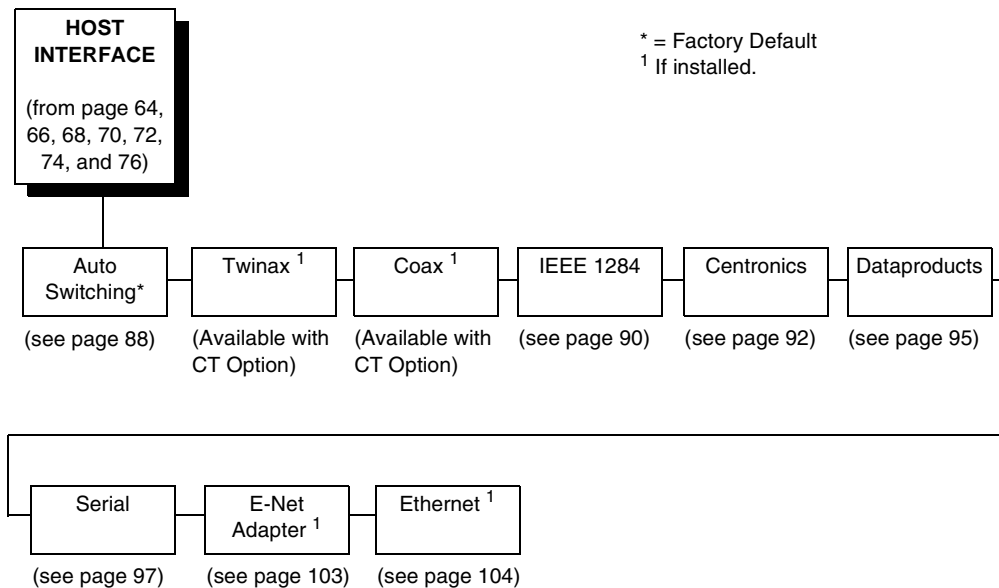 HOST
INTERFACE
(from page 64,
66, 68, 70, 72,
74, and 76)
* = Factory Default
1 If installed.
Auto
Switching*
(see page 88)
Twinax 1
(Available with
CT Option)
Coax 1
(Available with
CT Option)
IEEE 1284
(see page 90)
Centronics
(see page 92)
Dataproducts
(see page 95)
Serial
(see page 97)
E-Net
Adapter 1
(see page 103)
Ethernet 1
(see page 104)